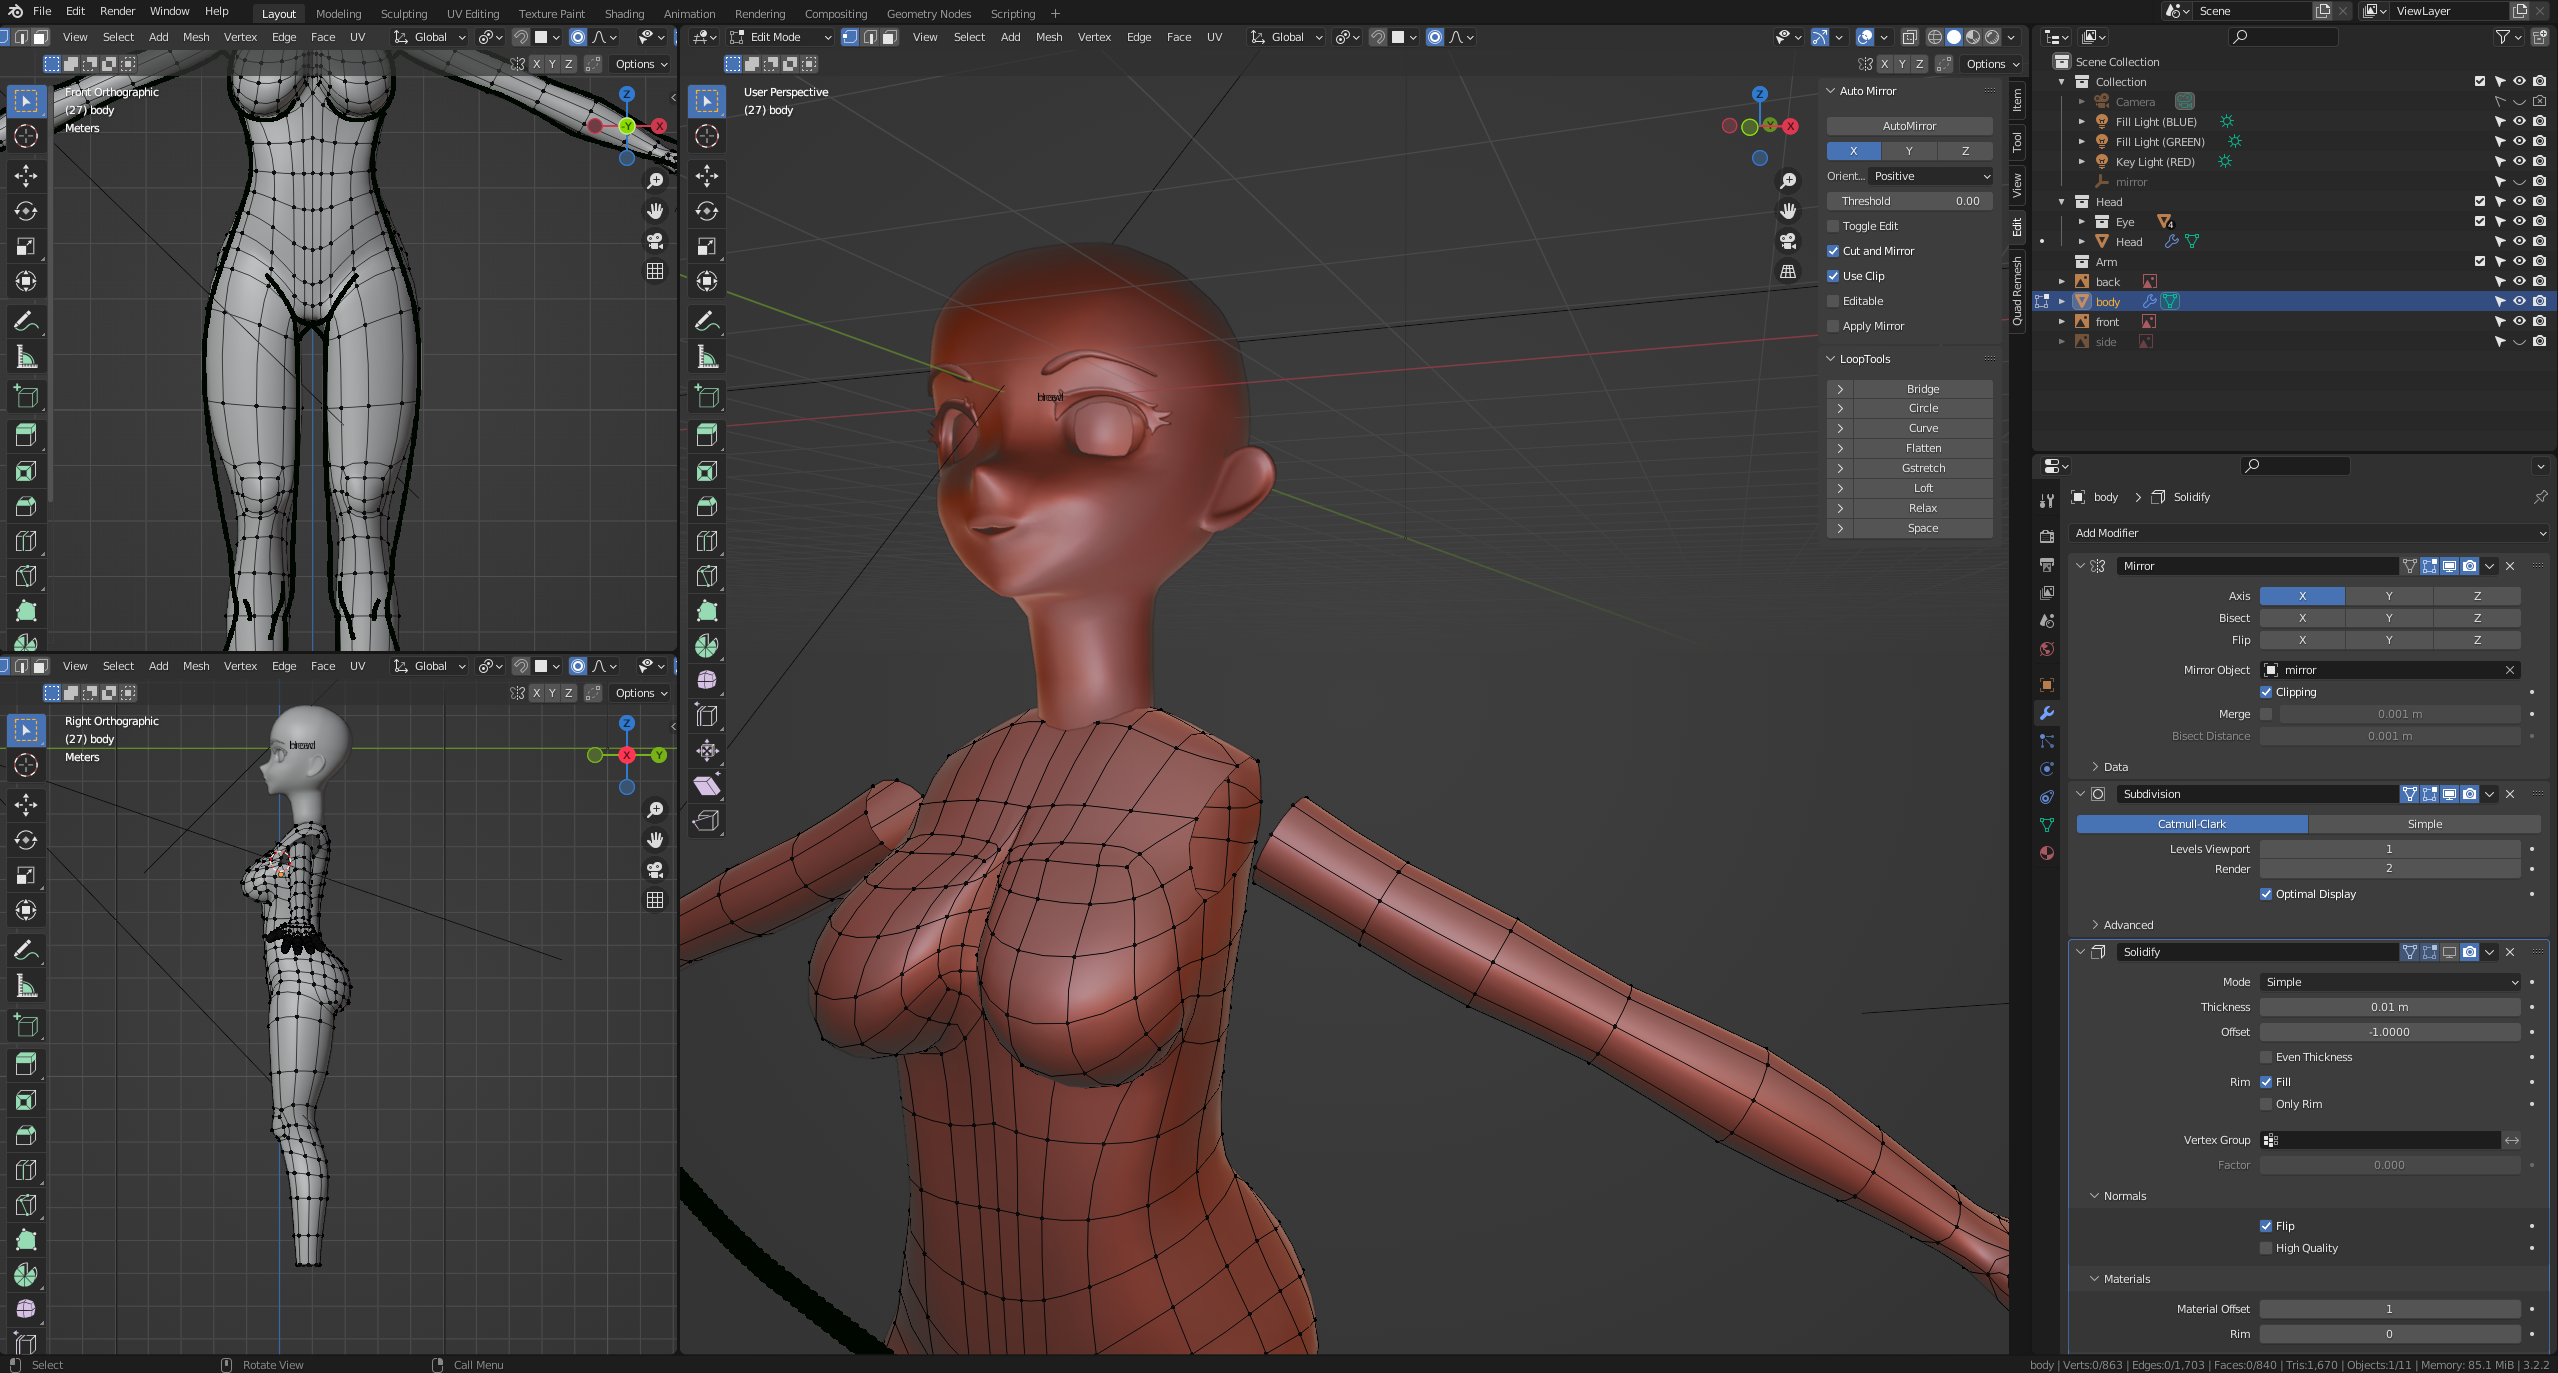 File Edit Render Window Help Layout Modeling Sculpting UV Editing Texture Paint Shading Animation Rendering Compositing Geometry Nodes Scripting + Scene ViewLayer
View Select Add Mesh Vertex Edge Face UV Global
X Y Z Options
Front Orthographic
(27) body
Meters
Z
Y
X
View Select Add Mesh Vertex Edge Face UV Global
X Y Z Options
Right Orthographic
(27) body
Meters
Z
X
Y
Edit Mode View Select Add Mesh Vertex Edge Face UV Global
X Y Z Options
User Perspective
(27) body
Z
Y
X
Auto Mirror
AutoMirror
X Y Z
Orient... Positive
Threshold 0.00
Toggle Edit
Cut and Mirror
Use Clip
Editable
Apply Mirror
LoopTools
Bridge
Circle
Curve
Flatten
Gstretch
Loft
Relax
Space
Item
Tool
View
Edit
Quad Remesh
Scene Collection
Collection
Camera
Fill Light (BLUE)
Fill Light (GREEN)
Key Light (RED)
mirror
Head
Eye 4
Head
Arm
back
body
front
side
body > Solidify
Add Modifier
Mirror
Axis X Y Z
Bisect X Y Z
Flip X Y Z
Mirror Object mirror
Clipping
Merge 0.001 m
Bisect Distance 0.001 m
Data
Subdivision
Catmull-Clark Simple
Levels Viewport 1
Render 2
Optimal Display
Advanced
Solidify
Mode Simple
Thickness 0.01 m
Offset -1.0000
Even Thickness
Rim Fill
Only Rim
Vertex Group
Factor 0.000
Normals
Flip
High Quality
Materials
Material Offset 1
Rim 0
Select Rotate View Call Menu
body | Verts:0/863 | Edges:0/1,703 | Faces:0/840 | Tris:1,670 | Objects:1/11 | Memory: 85.1 MiB | 3.2.2